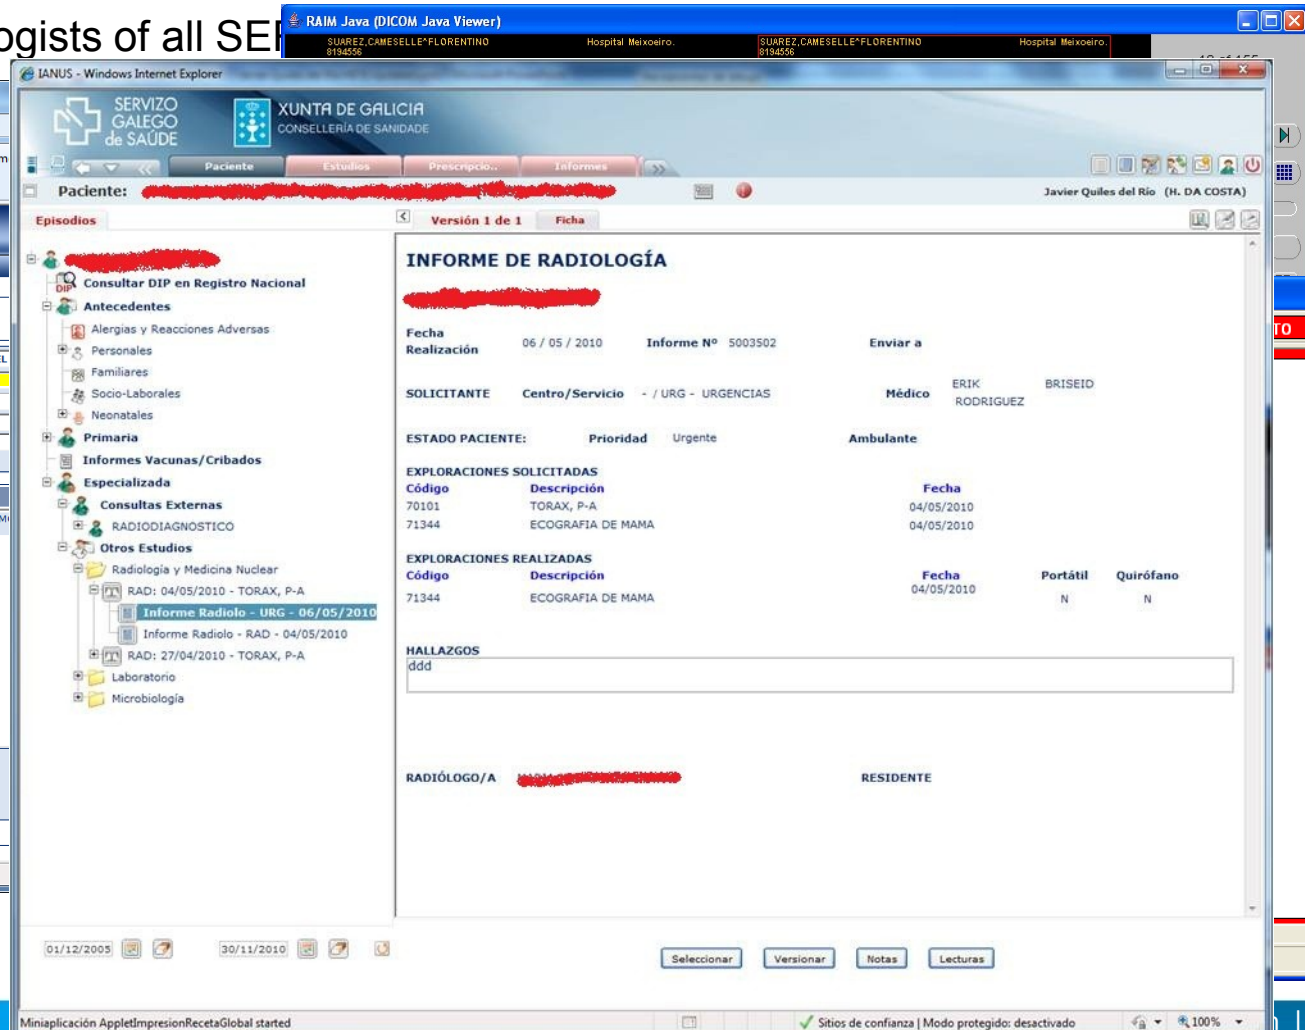 ogists of all SER
RAIM Java (DICOM Java Viewer)
SUAREZ,CAMESELLE^FLORENTINO Hospital Meixoeiro. SUAREZ,CAMESELLE^FLORENTINO Hospital Meixoeiro.
8194556 8194556
IANUS - Windows Internet Explorer
SERVIZO
GALEGO
de SAÚDE
XUNTA DE GALICIA
CONSELLERÍA DE SANIDADE
Paciente Estudios Prescripcio.. Informes
Paciente:
Javier Quiles del Río (H. DA COSTA)
Episodios
Versión 1 de 1 Ficha
DIP Consultar DIP en Registro Nacional
Antecedentes
Alergias y Reacciones Adversas
Personales
Familiares
Socio-Laborales
Neonatales
Primaria
Informes Vacunas/Cribados
Especializada
Consultas Externas
RADIODIAGNOSTICO
Otros Estudios
Radiología y Medicina Nuclear
RAD: 04/05/2010 - TORAX, P-A
Informe Radiolo - URG - 06/05/2010
Informe Radiolo - RAD - 04/05/2010
RAD: 27/04/2010 - TORAX, P-A
Laboratorio
Microbiología
01/12/2005 30/11/2010
INFORME DE RADIOLOGÍA
Fecha
Realización 06 / 05 / 2010 Informe Nº 5003502 Enviar a
SOLICITANTE Centro/Servicio - / URG - URGENCIAS Médico ERIK BRISEID
RODRIGUEZ
ESTADO PACIENTE: Prioridad Urgente Ambulante
EXPLORACIONES SOLICITADAS
Código Descripción Fecha
70101 TORAX, P-A 04/05/2010
71344 ECOGRAFIA DE MAMA 04/05/2010
EXPLORACIONES REALIZADAS
Código Descripción Fecha Portátil Quirófano
71344 ECOGRAFIA DE MAMA 04/05/2010 N N
HALLAZGOS
ddd
RADIÓLOGO/A RESIDENTE
Seleccionar Versionar Notas Lecturas
TO
Miniaplicación AppletImpresionRecetaGlobal started
Sitios de confianza | Modo protegido: desactivado 100%